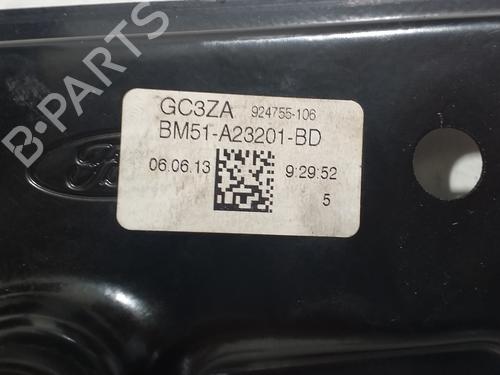 GC3ZA 924755-106
BM51-A23201-BD
06.06.13 9:29:52
5
B-PARTS